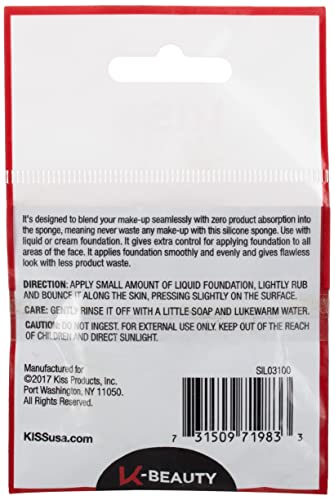 It's designed to blend your make-up seamlessly with zero product absorption into
the sponge, meaning never waste any make-up with this silicone sponge. Use with
liquid or cream foundation. It gives extra control for applying foundation to all
areas of the face. It applies foundation smoothly and evenly and gives flawless
look with less product waste.
DIRECTION: APPLY SMALL AMOUNT OF LIQUID FOUNDATION, LIGHTLY RUB
AND BOUNCE IT ALONG THE SKIN, PRESSING SLIGHTLY ON THE SURFACE.
CARE: GENTLY RINSE IT OFF WITH A LITTLE SOAP AND LUKEWARM WATER.
CAUTION: DO NOT INGEST. FOR EXTERNAL USE ONLY. KEEP OUT OF THE REACH
OF CHILDREN AND DIRECT SUNLIGHT.
Manufactured for
©2017 Kiss Products, Inc.
Port Washington, NY 11050.
All Rights Reserved.
KISSusa.com
SIL03100
7 31509 71983 3
K-BEAUTY